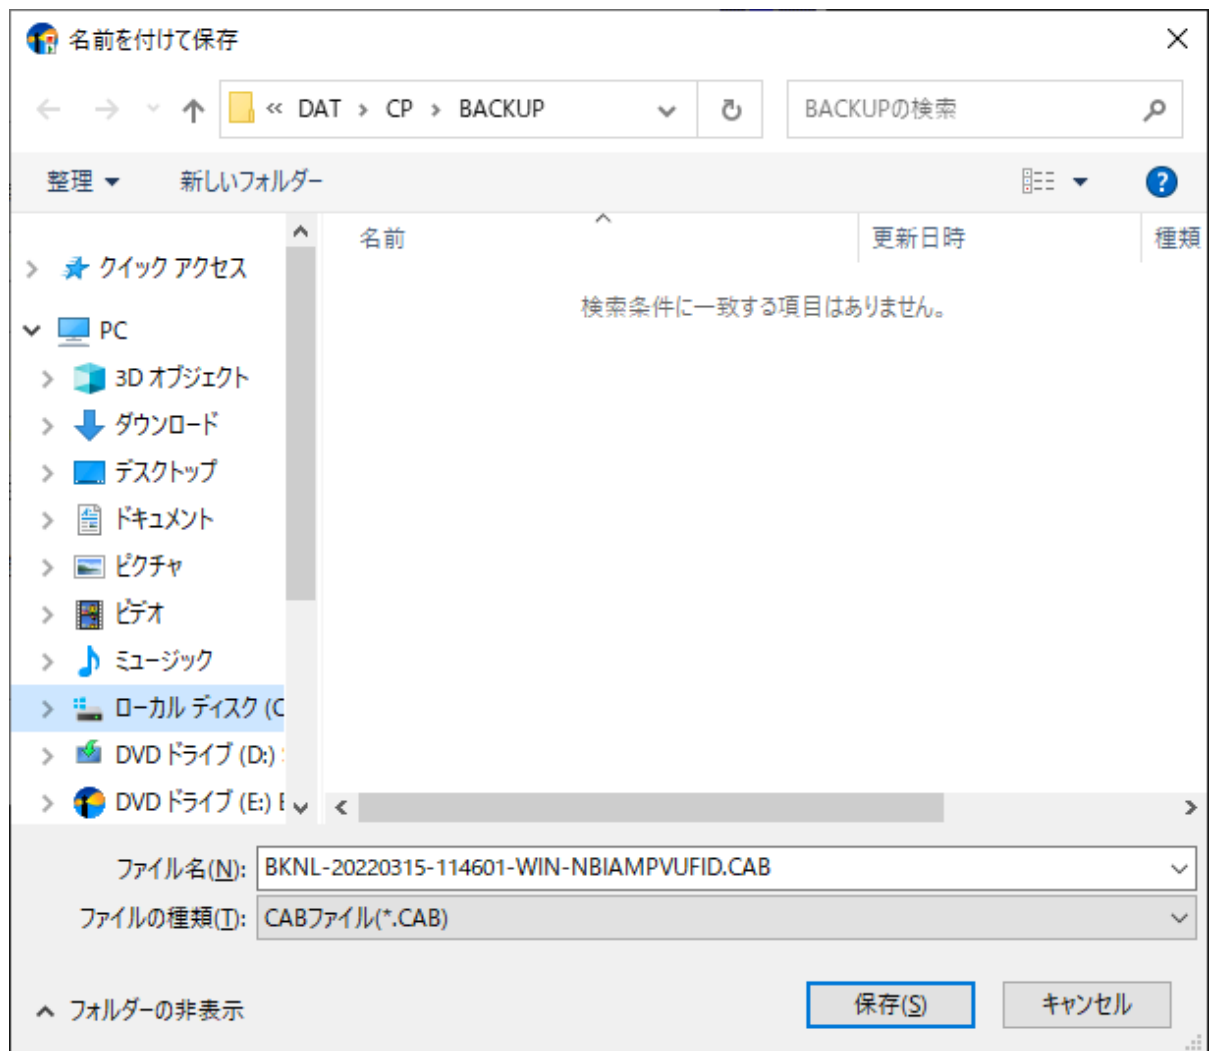 名前を付けて保存
« DAT › CP › BACKUP
BACKUPの検索
整理
新しいフォルダー
?
名前
更新日時
種類
検索条件に一致する項目はありません。
クイック アクセス
PC
3D オブジェクト
ダウンロード
デスクトップ
ドキュメント
ピクチャ
ビデオ
ミュージック
ローカル ディスク (C
DVD ドライブ (D:)
DVD ドライブ (E:) E
ファイル名(N): BKNL-20220315-114601-WIN-NBIAMPVUFID.CAB
ファイルの種類(T): CABファイル(*.CAB)
フォルダーの非表示
保存(S)
キャンセル